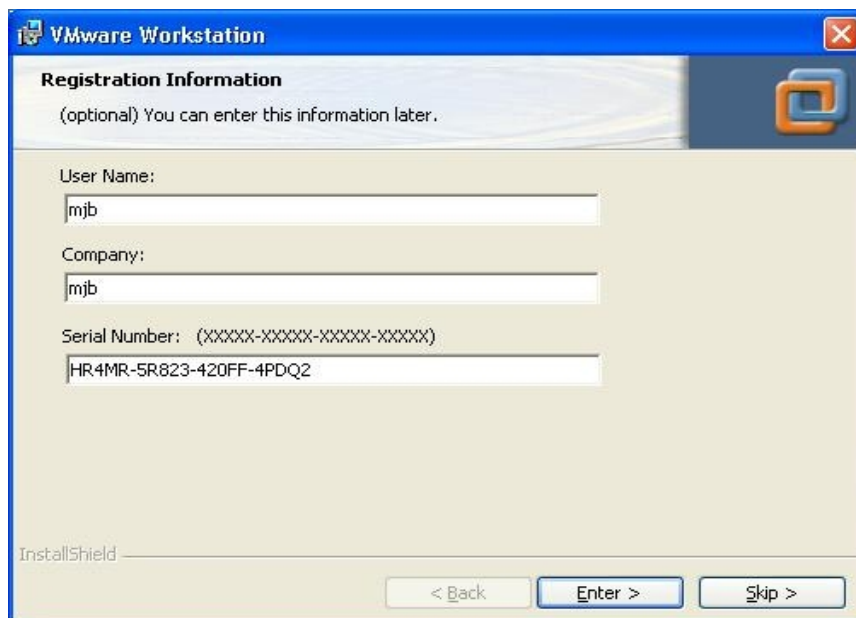 VMware Workstation
Registration Information
(optional) You can enter this information later.
User Name:
mjb
Company:
mjb
Serial Number: (XXXXX-XXXXX-XXXXX-XXXXX)
HR4MR-5R823-420FF-4PDQ2
InstallShield
< Back Enter > Skip >